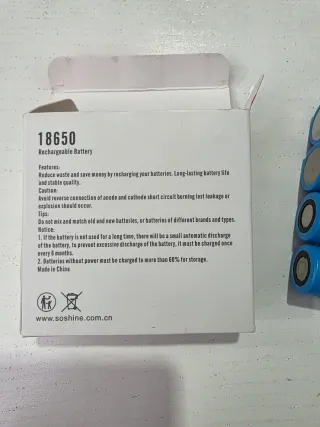 18650
Rechargeable Battery
Features:
Reduce waste and save money by recharging your batteries. Long-lasting battery life
and stable quality.
Caution:
Avoid reverse connection of anode and cathode short circuit burning lest leakage or
explosion should occur.
Tips:
Do not mix and match old and new batteries, or batteries of different brands and types.
Notice:
1. If the battery is not used for a long time, there will be a small automatic discharge
of the battery, to prevent excessive discharge of the battery, it must be charged once
every 6 months.
2. Batteries without power must be charged to more than 60% for storage.
Made in China
www.soshine.com.cn